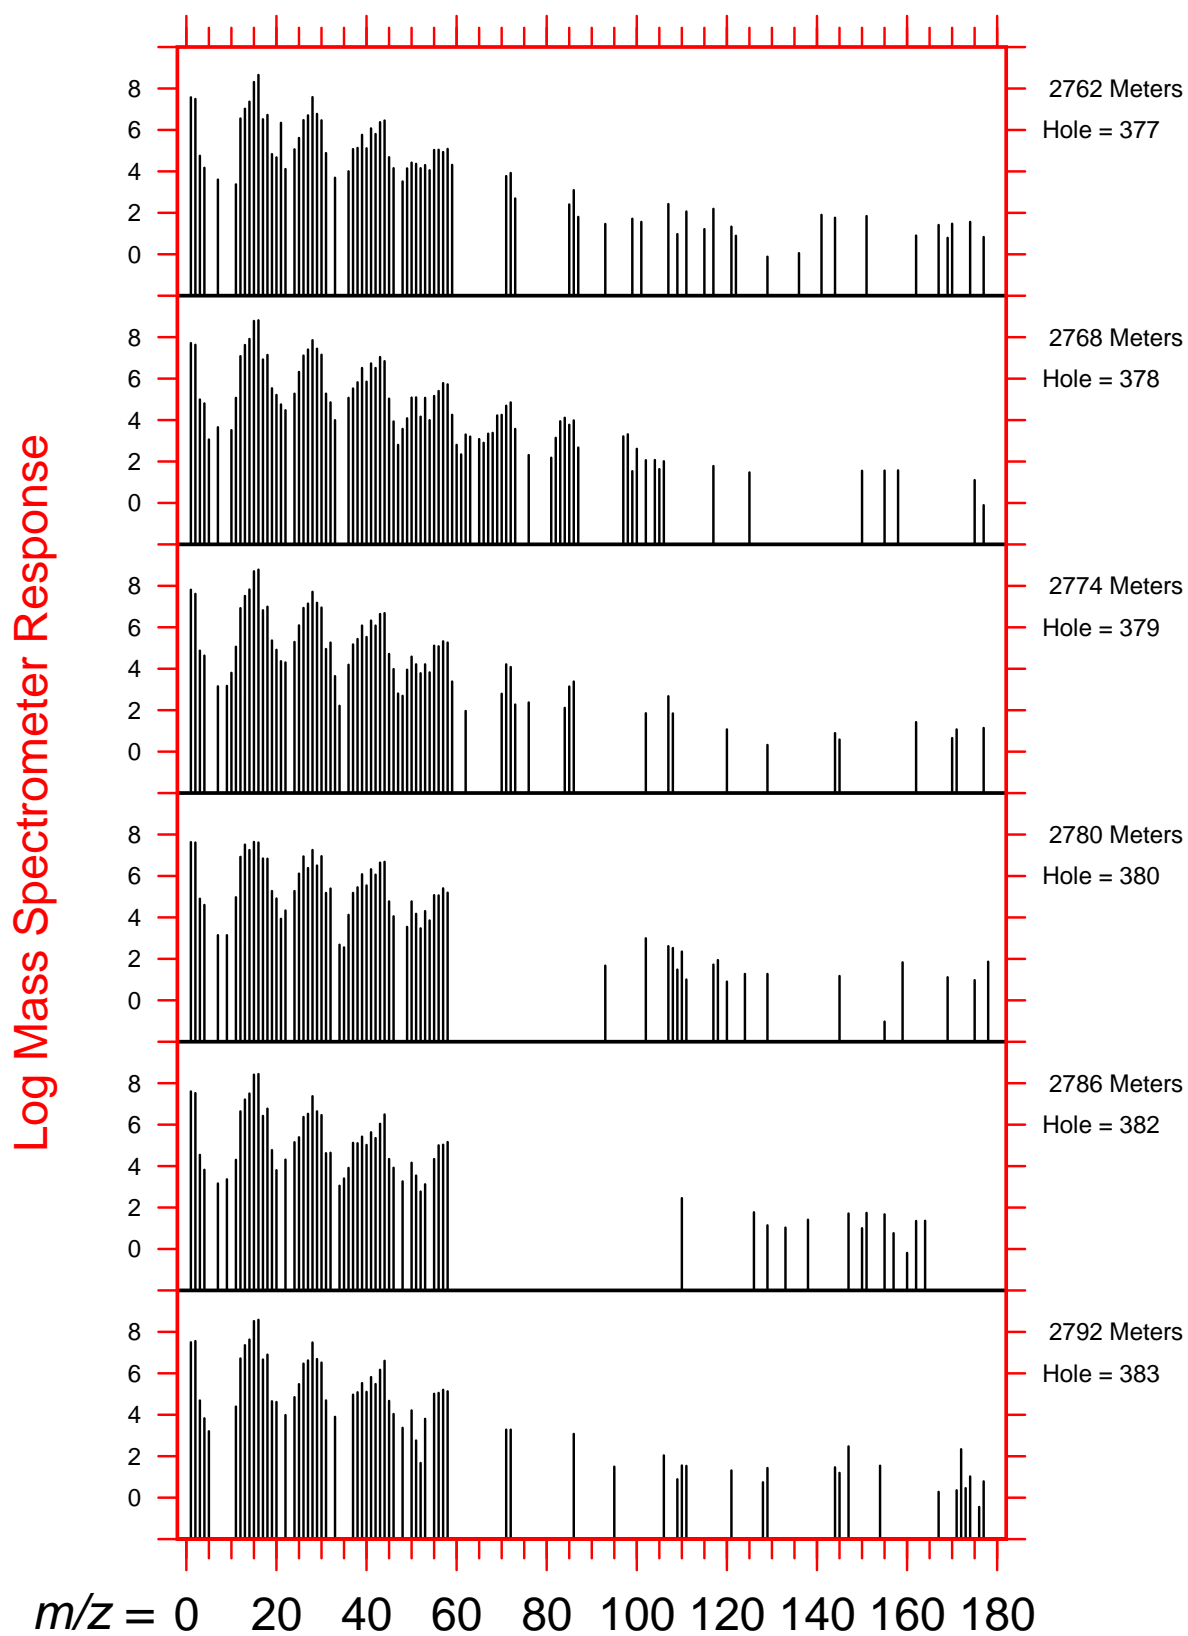 Log Mass Spectrometer Response
8
6
4
2
0
2762 Meters
Hole = 377
8
6
4
2
0
2768 Meters
Hole = 378
8
6
4
2
0
2774 Meters
Hole = 379
8
6
4
2
0
2780 Meters
Hole = 380
8
6
4
2
0
2786 Meters
Hole = 382
8
6
4
2
0
2792 Meters
Hole = 383
m/z = 0 20 40 60 80 100 120 140 160 180